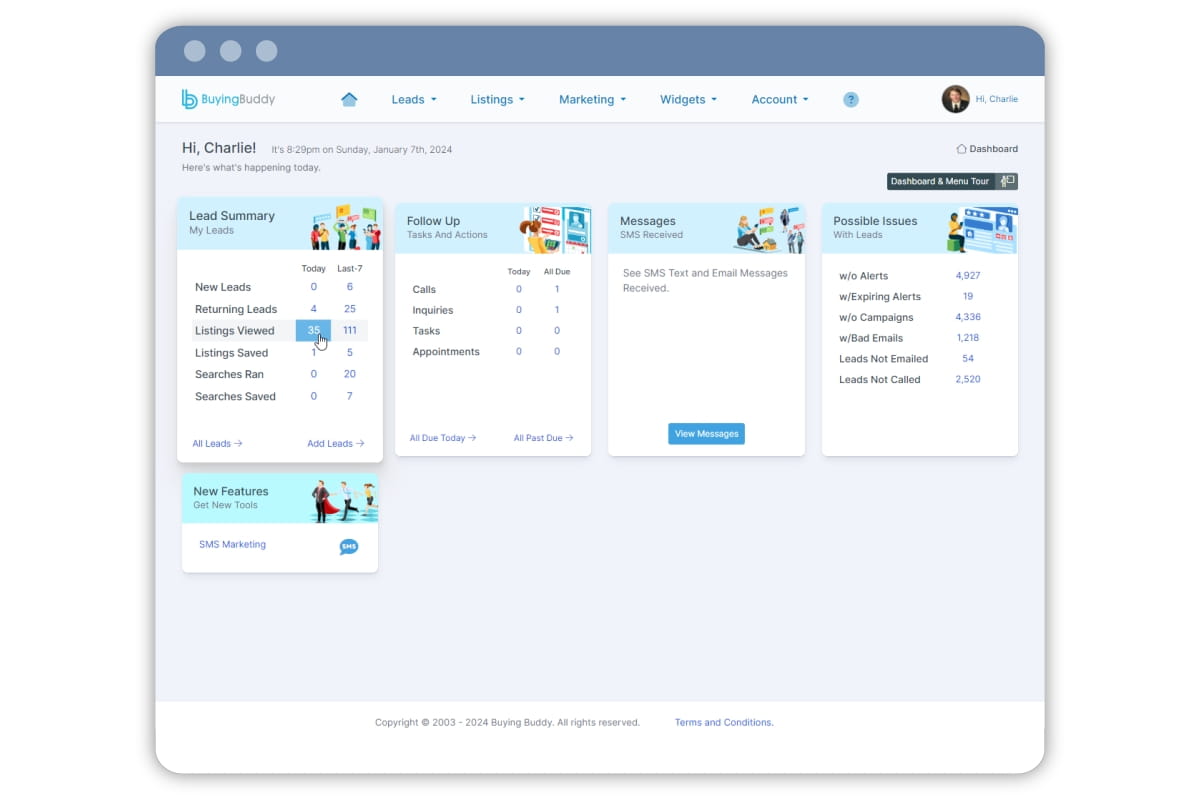 BuyingBuddy
Leads
Listings
Marketing
Widgets
Account
?
Hi, Charlie
Hi, Charlie! It's 8:29pm on Sunday, January 7th, 2024
Dashboard
Here's what's happening today.
Dashboard & Menu Tour
Lead Summary
My Leads
Today Last-7
New Leads 0 6
Returning Leads 4 25
Listings Viewed 35 111
Listings Saved 1 5
Searches Ran 0 20
Searches Saved 0 7
All Leads →
Add Leads →
Follow Up
Tasks And Actions
Today All Due
Calls 0 1
Inquiries 0 1
Tasks 0 0
Appointments 0 0
All Due Today →
All Past Due →
Messages
SMS Received
See SMS Text and Email Messages
Received.
View Messages
Possible Issues
With Leads
w/o Alerts 4,927
w/Expiring Alerts 19
w/o Campaigns 4,336
w/Bad Emails 1,218
Leads Not Emailed 54
Leads Not Called 2,520
New Features
Get New Tools
SMS Marketing
SMS
Copyright © 2003 - 2024 Buying Buddy. All rights reserved.
Terms and Conditions.